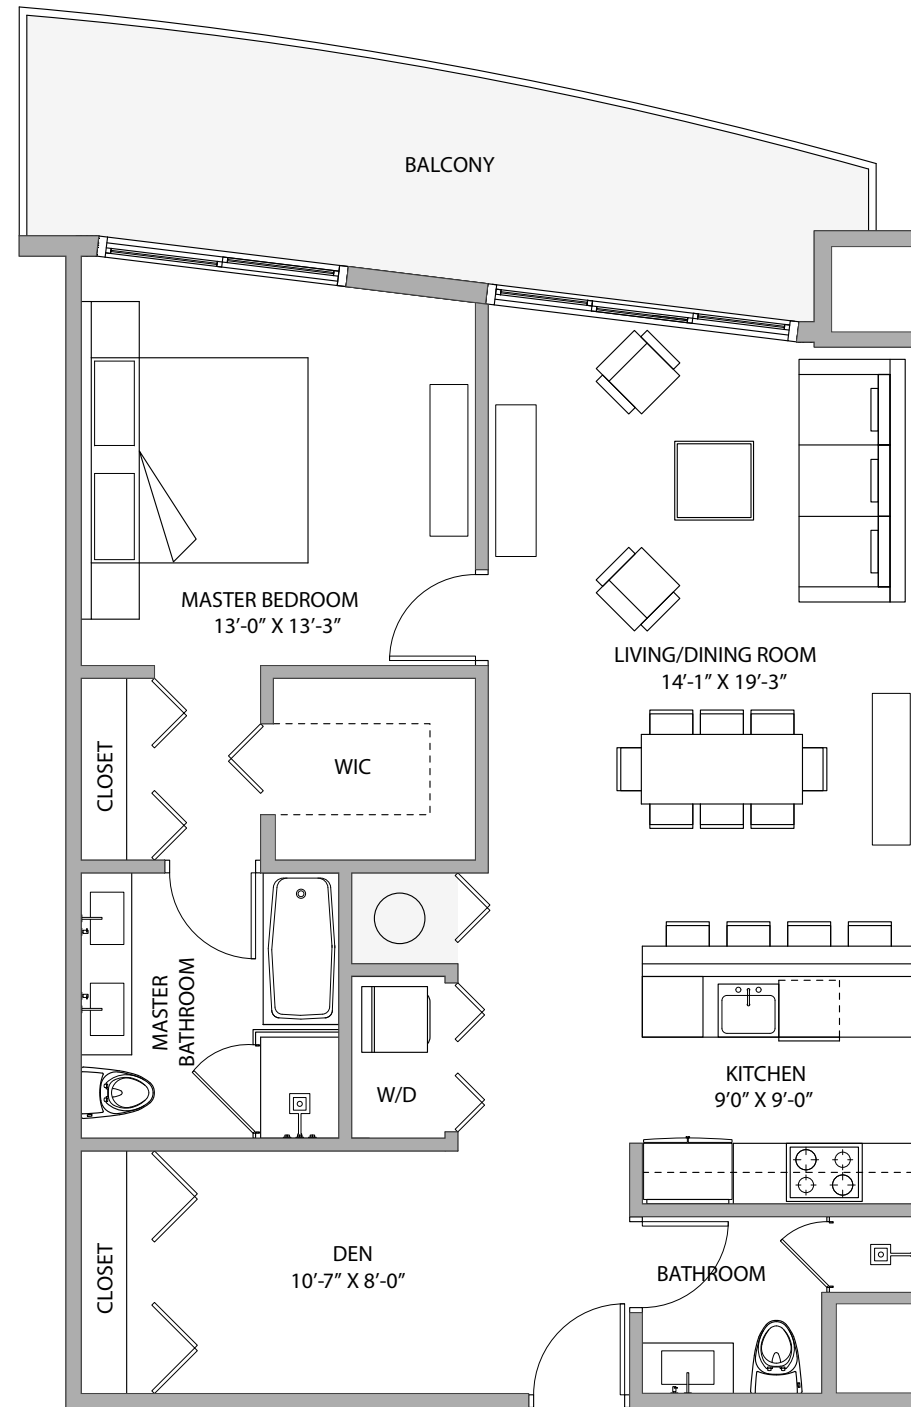 BALCONY
MASTER BEDROOM
13'-0” X 13'-3”
LIVING/DINING ROOM
14'-1” X 19'-3”
CLOSET
WIC
MASTER
BATHROOM
W/D
KITCHEN
9'0” X 9'-0”
CLOSET
DEN
10'-7” X 8'-0”
BATHROOM